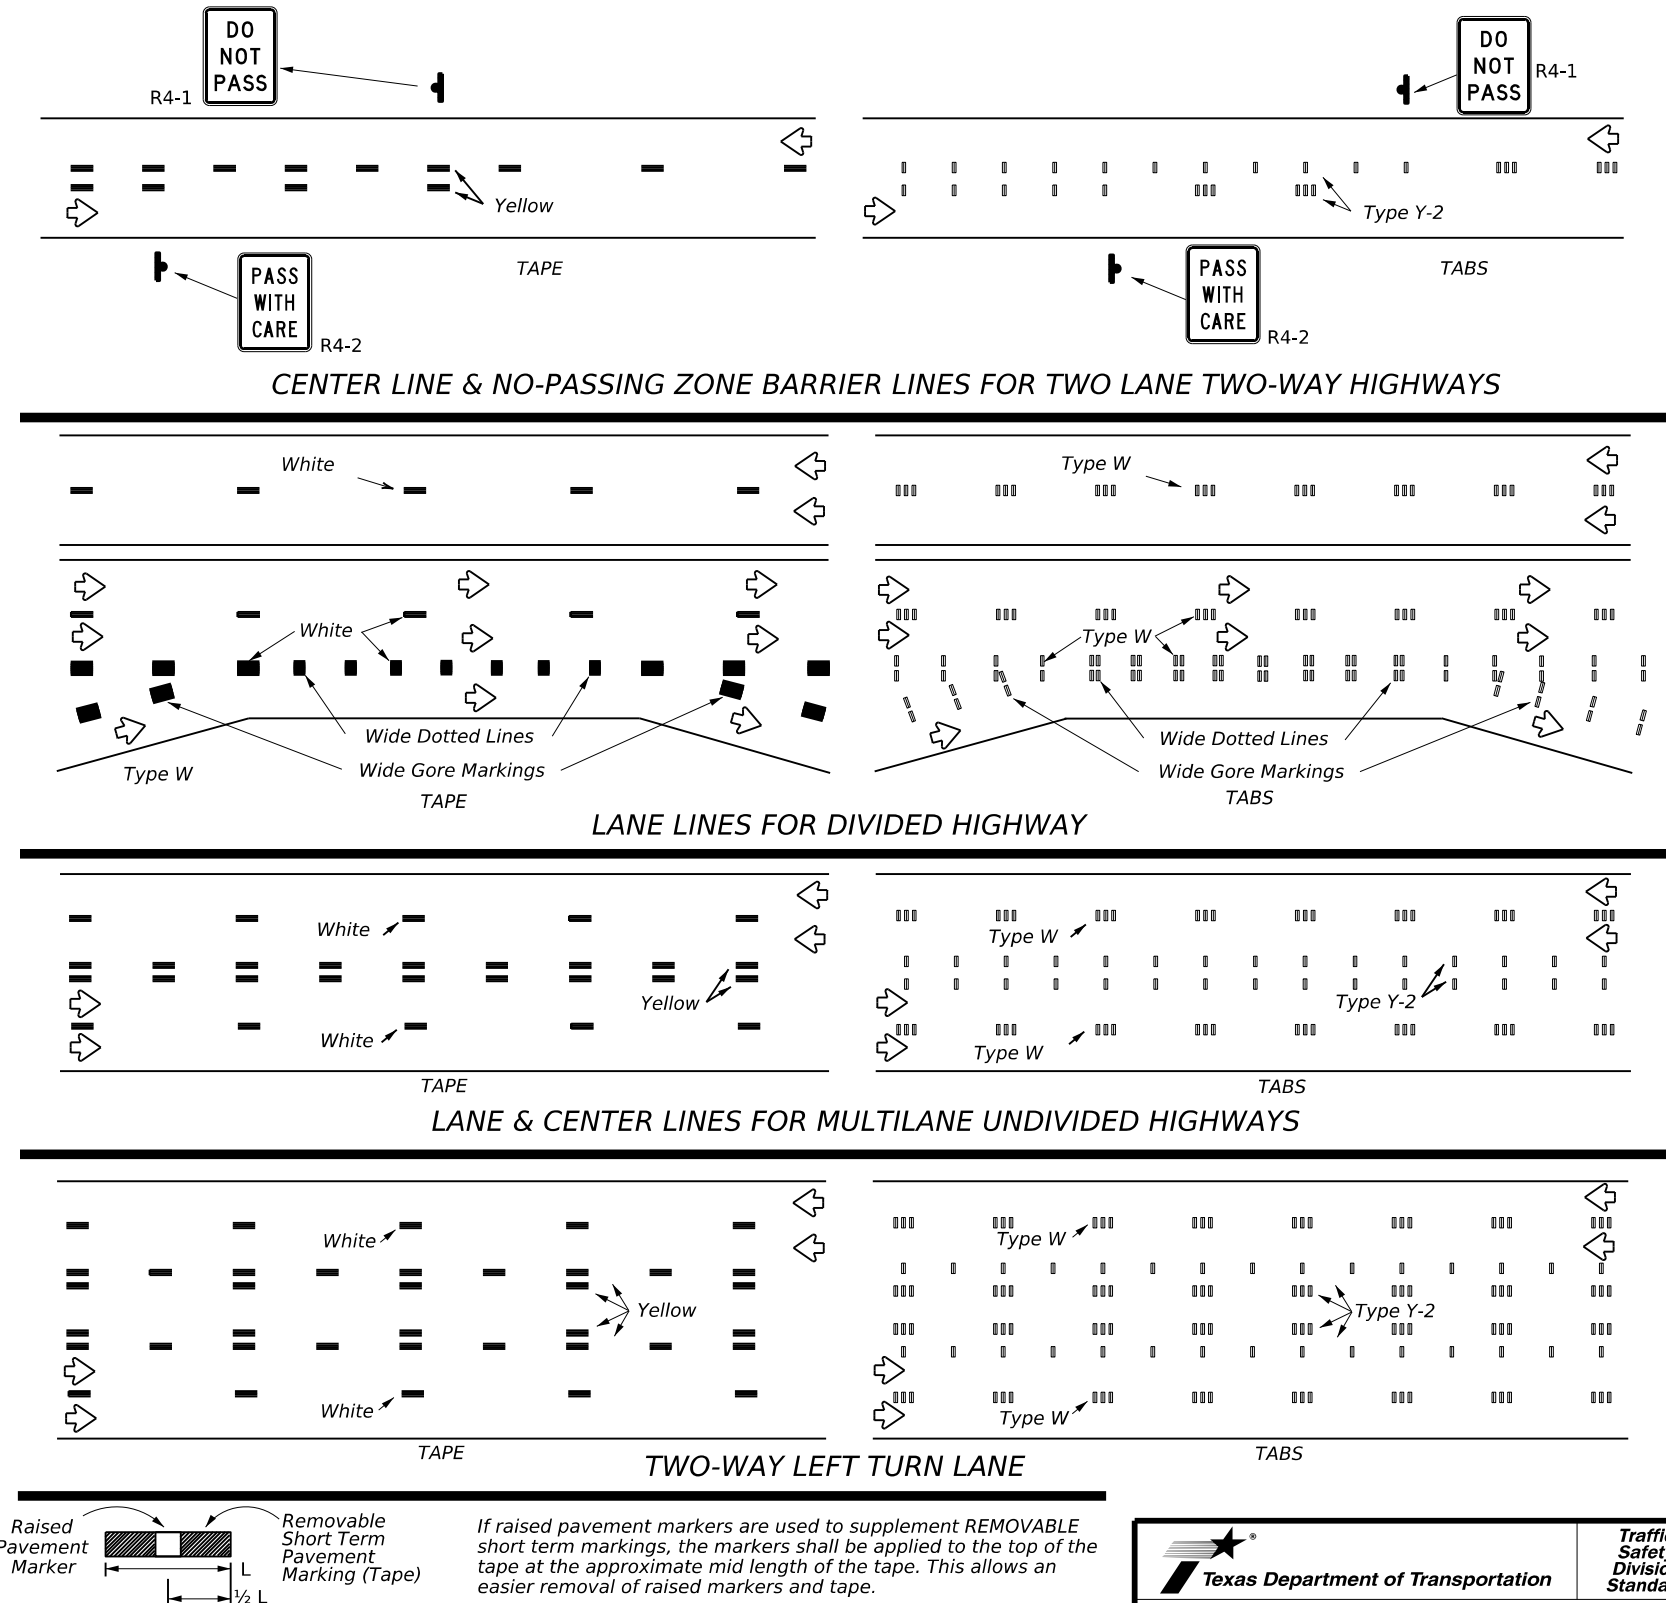 DO
NOT
PASS
R4-1
DO
NOT
PASS
R4-1
Yellow
Type Y-2
TAPE
TABS
PASS
WITH
CARE
R4-2
PASS
WITH
CARE
R4-2
CENTER LINE & NO-PASSING ZONE BARRIER LINES FOR TWO LANE TWO-WAY HIGHWAYS
White
Type W
White
Type W
Wide Dotted Lines
Wide Dotted Lines
Type W
Wide Gore Markings
Wide Gore Markings
TAPE
TABS
LANE LINES FOR DIVIDED HIGHWAY
White
Type W
Yellow
Type Y-2
White
Type W
TAPE
TABS
LANE & CENTER LINES FOR MULTILANE UNDIVIDED HIGHWAYS
White
Type W
Yellow
Type Y-2
White
Type W
TAPE
TABS
TWO-WAY LEFT TURN LANE
Raised
Pavement
Marker
Removable
Short Term
Pavement
Marking (Tape)
L
½ L
If raised pavement markers are used to supplement REMOVABLE
short term markings, the markers shall be applied to the top of the
tape at the approximate mid length of the tape. This allows an
easier removal of raised markers and tape.
®
Texas Department of Transportation
Traffic
Safety
Divisio
Standa